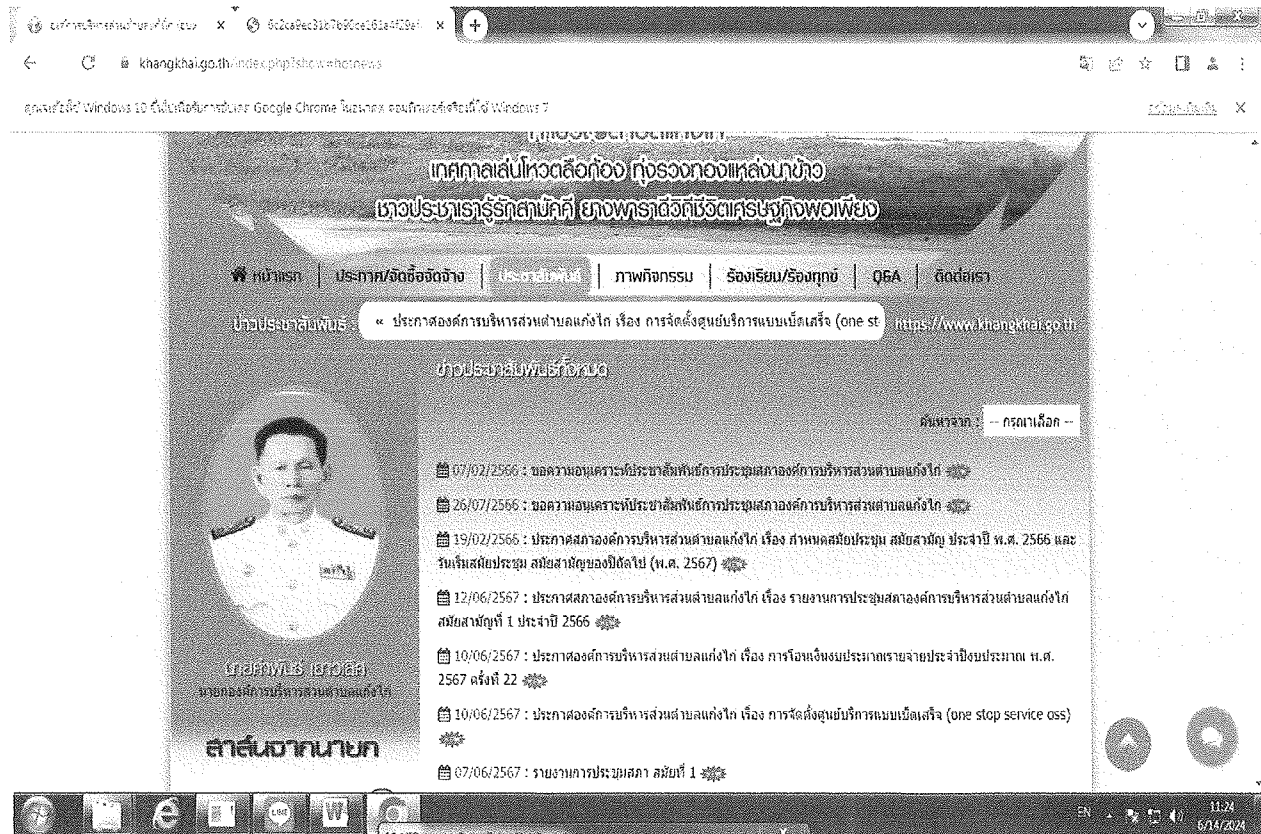 khangkhai.go.th/index.php?show=hotnews
เทศกาลเส่นโหวตลือก้อง ทุ่งรวงทองแหล่งนาข้าว
ชาวประชาเรารู้รักสามัคคี ยางพาราดีวิถีชีวิตเศรษฐกิจพอเพียง
หน้าแรก | ประกาศ/จัดซื้อจัดจ้าง | ประชาสัมพันธ์ | ภาพกิจกรรม | ร้องเรียน/ร้องทุกข์ | Q&A | ติดต่อเรา
ข่าวประชาสัมพันธ์ : « ประกาศองค์การบริหารส่วนตำบลแก่งไก่ เรื่อง การจัดตั้งศูนย์บริการแบบเบ็ดเสร็จ (one st https://www.khangkhai.go.th
ข่าวประชาสัมพันธ์ทั้งหมด
ค้นหาจาก : -- กรุณาเลือก --
07/02/2566 : ขอความอนุเคราะห์ประชาสัมพันธ์การประชุมสภาองค์การบริหารส่วนตำบลแก่งไก่
26/07/2566 : ขอความอนุเคราะห์ประชาสัมพันธ์การประชุมสภาองค์การบริหารส่วนตำบลแก่งไก่
19/02/2566 : ประกาศสภาองค์การบริหารส่วนตำบลแก่งไก่ เรื่อง กำหนดสมัยประชุม สมัยสามัญ ประจำปี พ.ศ. 2566 และ
วันเริ่มสมัยประชุม สมัยสามัญของปีถัดไป (พ.ศ. 2567)
12/06/2567 : ประกาศสภาองค์การบริหารส่วนตำบลแก่งไก่ เรื่อง รายงานการประชุมสภาองค์การบริหารส่วนตำบลแก่งไก่
สมัยสามัญที่ 1 ประจำปี 2566
10/06/2567 : ประกาศองค์การบริหารส่วนตำบลแก่งไก่ เรื่อง การโอนเงินงบประมาณรายจ่ายประจำปีงบประมาณ พ.ศ.
2567 ครั้งที่ 22
10/06/2567 : ประกาศองค์การบริหารส่วนตำบลแก่งไก่ เรื่อง การจัดตั้งศูนย์บริการแบบเบ็ดเสร็จ (one stop service oss)
07/06/2567 : รายงานการประชุมสภา สมัยที่ 1
นายกองค์การบริหารส่วนตำบลแก่งไก่
สาส์นจากนายก
EN
11:24
6/14/2024